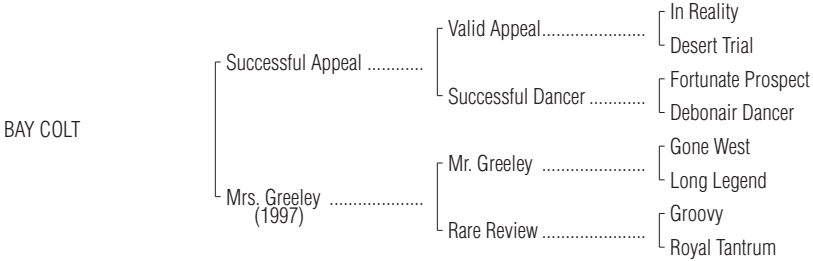 In Reality
Valid Appeal......................
Desert Trial
Successful Appeal ............
Fortunate Prospect
Successful Dancer ............
Debonair Dancer
BAY COLT
Gone West
Mr. Greeley ......................
Long Legend
Mrs. Greeley ....................
(1997)
Groovy
Rare Review ......................
Royal Tantrum